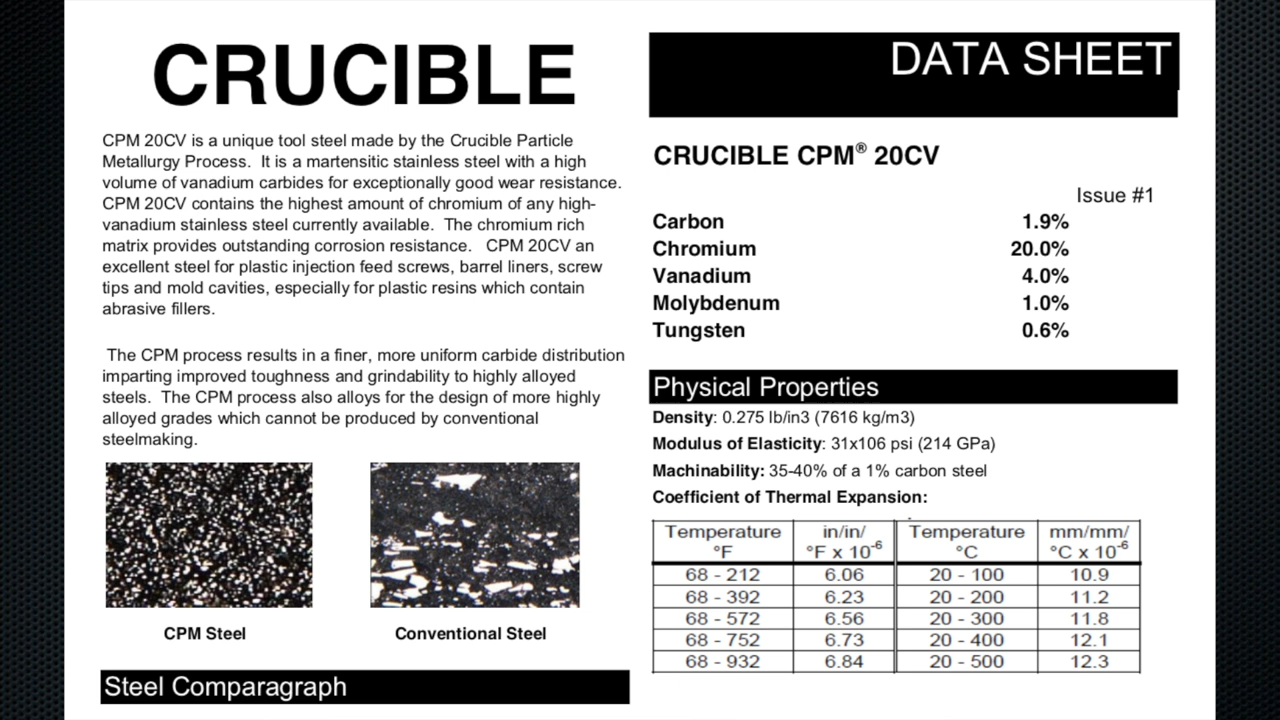 CRUCIBLE
CPM 20CV is a unique tool steel made by the Crucible Particle
Metallurgy Process.  It is a martensitic stainless steel with a high
volume of vanadium carbides for exceptionally good wear resistance.
CPM 20CV contains the highest amount of chromium of any high-
vanadium stainless steel currently available.  The chromium rich
matrix provides outstanding corrosion resistance.   CPM 20CV an
excellent steel for plastic injection feed screws, barrel liners, screw
tips and mold cavities, especially for plastic resins which contain
abrasive fillers.
The CPM process results in a finer, more uniform carbide distribution
imparting improved toughness and grindability to highly alloyed
steels.  The CPM process also alloys for the design of more highly
alloyed grades which cannot be produced by conventional
steelmaking.
CPM Steel
Conventional Steel
Steel Comparagraph
DATA SHEET
CRUCIBLE CPM® 20CV
Issue #1
Carbon 1.9%
Chromium 20.0%
Vanadium 4.0%
Molybdenum 1.0%
Tungsten 0.6%
Physical Properties
Density: 0.275 lb/in3 (7616 kg/m3)
Modulus of Elasticity: 31x106 psi (214 GPa)
Machinability: 35-40% of a 1% carbon steel
Coefficient of Thermal Expansion:
Temperature in/in/ Temperature mm/mm/
°F °F x 10-6 °C °C x 10-6
68 - 212 6.06 20 - 100 10.9
68 - 392 6.23 20 - 200 11.2
68 - 572 6.56 20 - 300 11.8
68 - 752 6.73 20 - 400 12.1
68 - 932 6.84 20 - 500 12.3